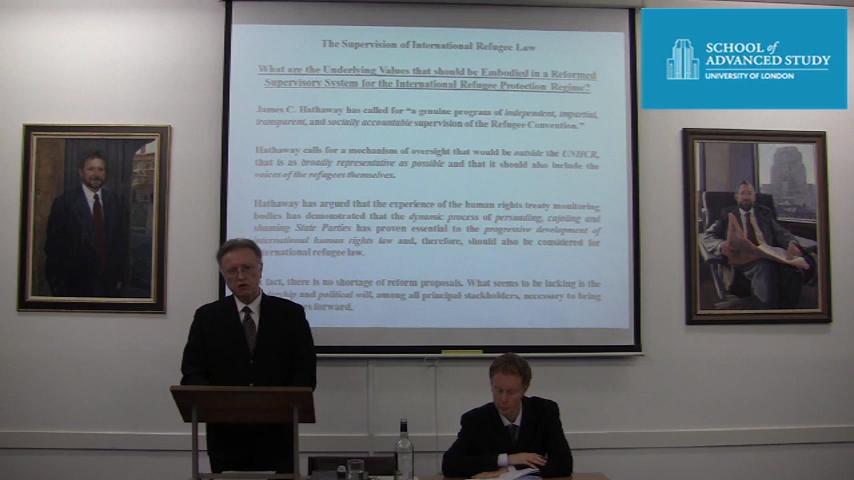 The Supervision of International Refugee Law
What are the Underlying Values that should be Embodied in a Reformed
Supervisory System for the International Refugee Protection Regime?
James C. Hathaway has called for "a genuine program of independent, impartial,
transparent, and socially accountable supervision of the Refugee Convention."
Hathaway calls for a mechanism of oversight that would be outside the UNHCR,
that is as broadly representative as possible and that it should also include the
voices of the refugees themselves.
Hathaway has argued that the experience of the human rights treaty monitoring
bodies has demonstrated that the dynamic process of persuading, cajoling and
shaming State Parties has proven essential to the progressive development of
international human rights law and, therefore, should also be considered for
international refugee law.
fact, there is no shortage of reform proposals. What seems to be lacking is the
and political will, among all principal stackholders, necessary to bring
forward.
SCHOOL of
ADVANCED STUDY
UNIVERSITY OF LONDON